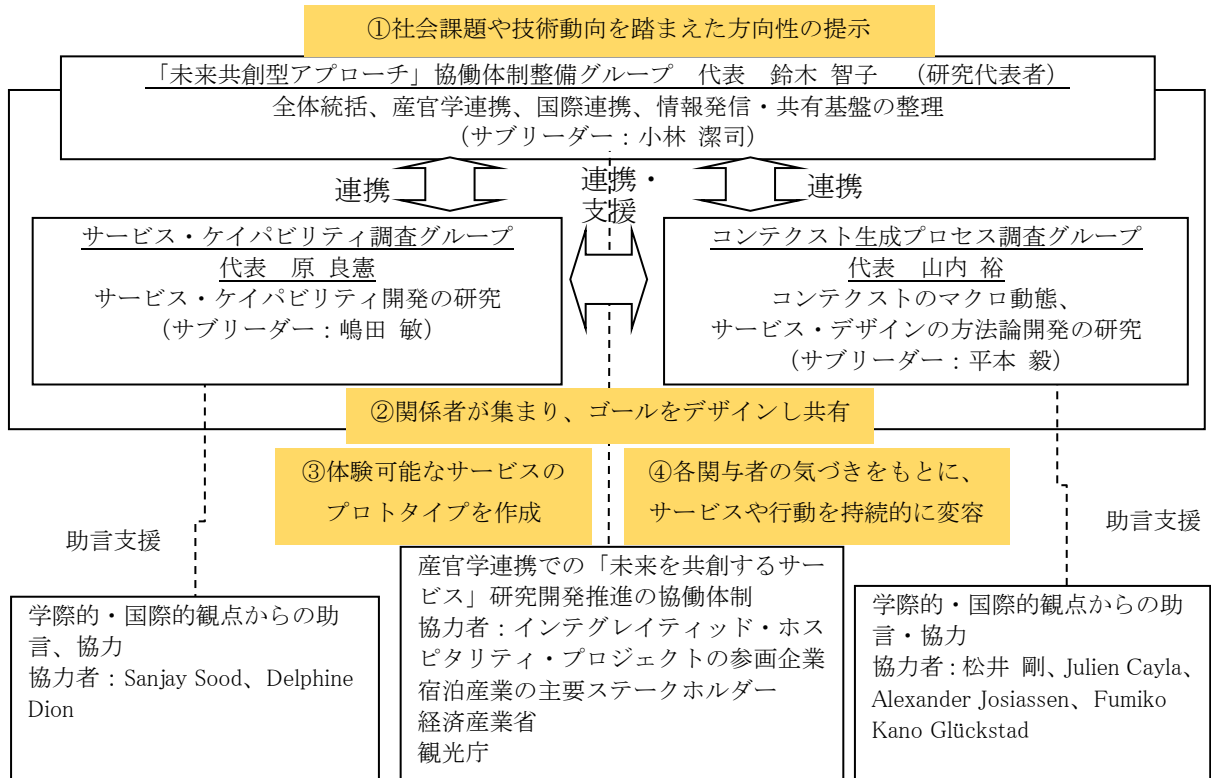 ①社会課題や技術動向を踏まえた方向性の提示
「未来共創型アプローチ」協働体制整備グループ 代表 鈴木 智子 （研究代表者）
全体統括、産官学連携、国際連携、情報発信・共有基盤の整理
（サブリーダー：小林 潔司）
連携
連携・
支援
連携
サービス・ケイパビリティ調査グループ
代表 原 良憲
サービス・ケイパビリティ開発の研究
（サブリーダー：嶋田 敏）
コンテクスト生成プロセス調査グループ
代表 山内 裕
コンテクストのマクロ動態、
サービス・デザインの方法論開発の研究
（サブリーダー：平本 毅）
②関係者が集まり、ゴールをデザインし共有
③体験可能なサービスの
プロトタイプを作成
④各関与者の気づきをもとに、
サービスや行動を持続的に変容
助言支援
助言支援
学際的・国際的観点からの助
言、協力
協力者：Sanjay Sood、Delphine
Dion
産官学連携での「未来を共創するサー
ビス」研究開発推進の協働体制
協力者：インテグレイティッド・ホス
ピタリティ・プロジェクトの参画企業
宿泊産業の主要ステークホルダー
経済産業省
観光庁
学際的・国際的観点からの助
言・協力
協力者：松井 剛、Julien Cayla、
Alexander Josiassen、Fumiko
Kano Glückstad